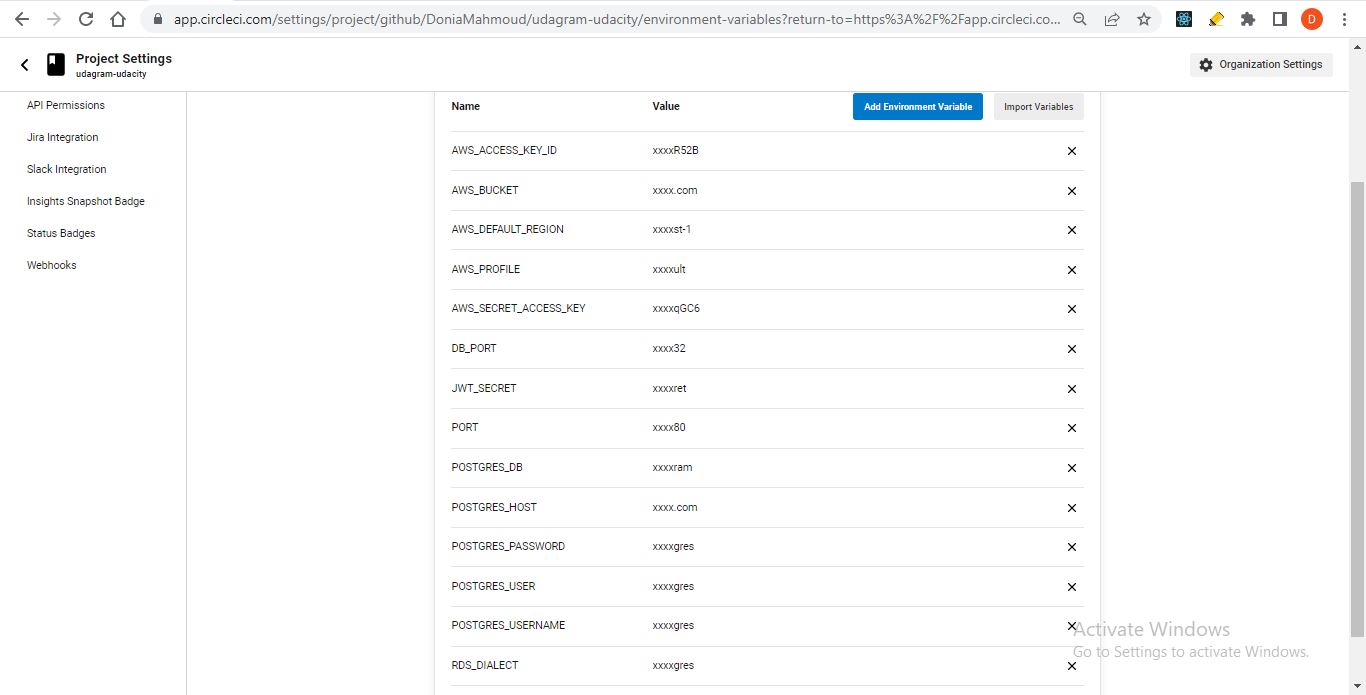 app.circleci.com/settings/project/github/DoniaMahmoud/udagram-udacity/environment-variables?return-to=https%3A%2F%2Fapp.circleci.co...
D
Project Settings
udagram-udacity
Organization Settings
API Permissions
Jira Integration
Slack Integration
Insights Snapshot Badge
Status Badges
Webhooks
Name Value Add Environment Variable Import Variables
AWS_ACCESS_KEY_ID xxxxR52B
AWS_BUCKET xxxx.com
AWS_DEFAULT_REGION xxxxst-1
AWS_PROFILE xxxxult
AWS_SECRET_ACCESS_KEY xxxxqGC6
DB_PORT xxxx32
JWT_SECRET xxxxret
PORT xxxx80
POSTGRES_DB xxxxram
POSTGRES_HOST xxxx.com
POSTGRES_PASSWORD xxxxgres
POSTGRES_USER xxxxgres
POSTGRES_USERNAME xxxxgres
RDS_DIALECT xxxxgres
Activate Windows
Go to Settings to activate Windows.